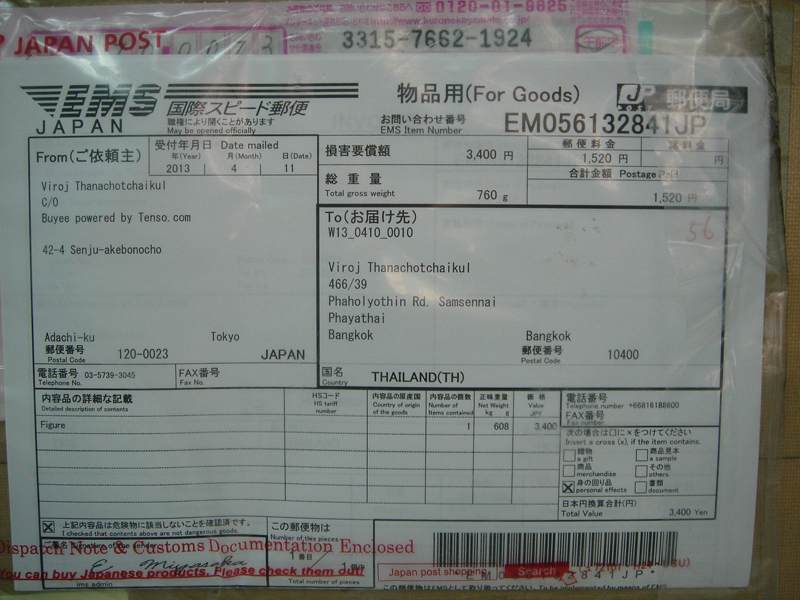 0120-01-9625
www.kuronekoyamato.co.jp
JAPAN POST
3315-7662-1924
EMS 国際スピード郵便
JAPAN
職権により開くことがあります
May be opened officially
物品用(For Goods)
JP POST 郵便局
お問い合わせ番号
EMS Item Number
EM056132841JP
From(ご依頼主)
受付年月日 Date mailed
年(Year) 月(Month) 日(Date)
2013 4 11
損害要償額 3,400 円
郵便料金
1,520 円
円
総重量
Total gross weight 760 g
合計金額 Postage Paid
1,520 円
Viroj Thanachotchaikul
C/O
Buyee powered by Tenso.com
42-4 Senju-akebonocho
Adachi-ku Tokyo
郵便番号
Postal Code 120-0023 JAPAN
電話番号
Telephone No. 03-5739-3045
FAX番号
Fax No.
To(お届け先)
W13_0410_0010
56
Viroj Thanachotchaikul
466/39
Phaholyothin Rd. Samsennai
Phayathai
Bangkok Bangkok
郵便番号
Postal Code 10400
国名
Country THAILAND(TH)
内容品の詳細な記載
Detailed description of contents
HSコード
HS tariff
number
内容品の原産国
Country of origin
of the goods
内容品の個数
Number of
items contained
正味重量
Net Weight
kg g
価格
Value
JPY
Figure 1 608 3,400
電話番号
Telephone number +66816188600
FAX番号
Fax number
次の場合は口に×をつけてください
Insert a cross (x), if the item contains.
贈物
a gift
商品見本
a sample
商品
merchandise
その他
others
身の回り品
personal effects
書類
document
日本円換算合計(円)
Total Value 3,400 Yen
上記内容品は危険物に該当しないことを確認済です。
I checked that contents above are not dangerous goods.
この郵便物は
Number of this pieces
1 番目
Total number of pieces
Dispatch Note & Customs Documentation Enclosed
E. Miyasaka
You can buy Japanese products. Please check them out!
ims admin
Japan post shopping
Search